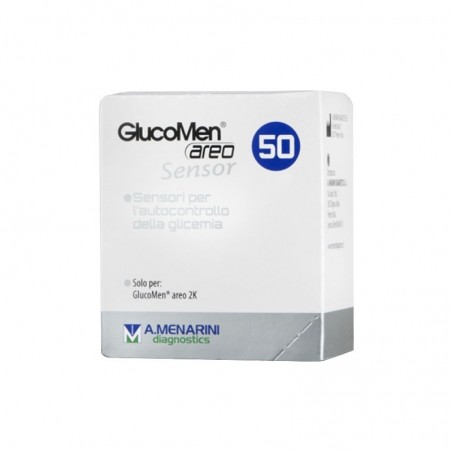 GlucoMen®
areo
50
Sensor
Sensori per
l'autocontrollo
della glicemia
Solo per:
GlucoMen® areo 2K
A.MENARINI
diagnostics